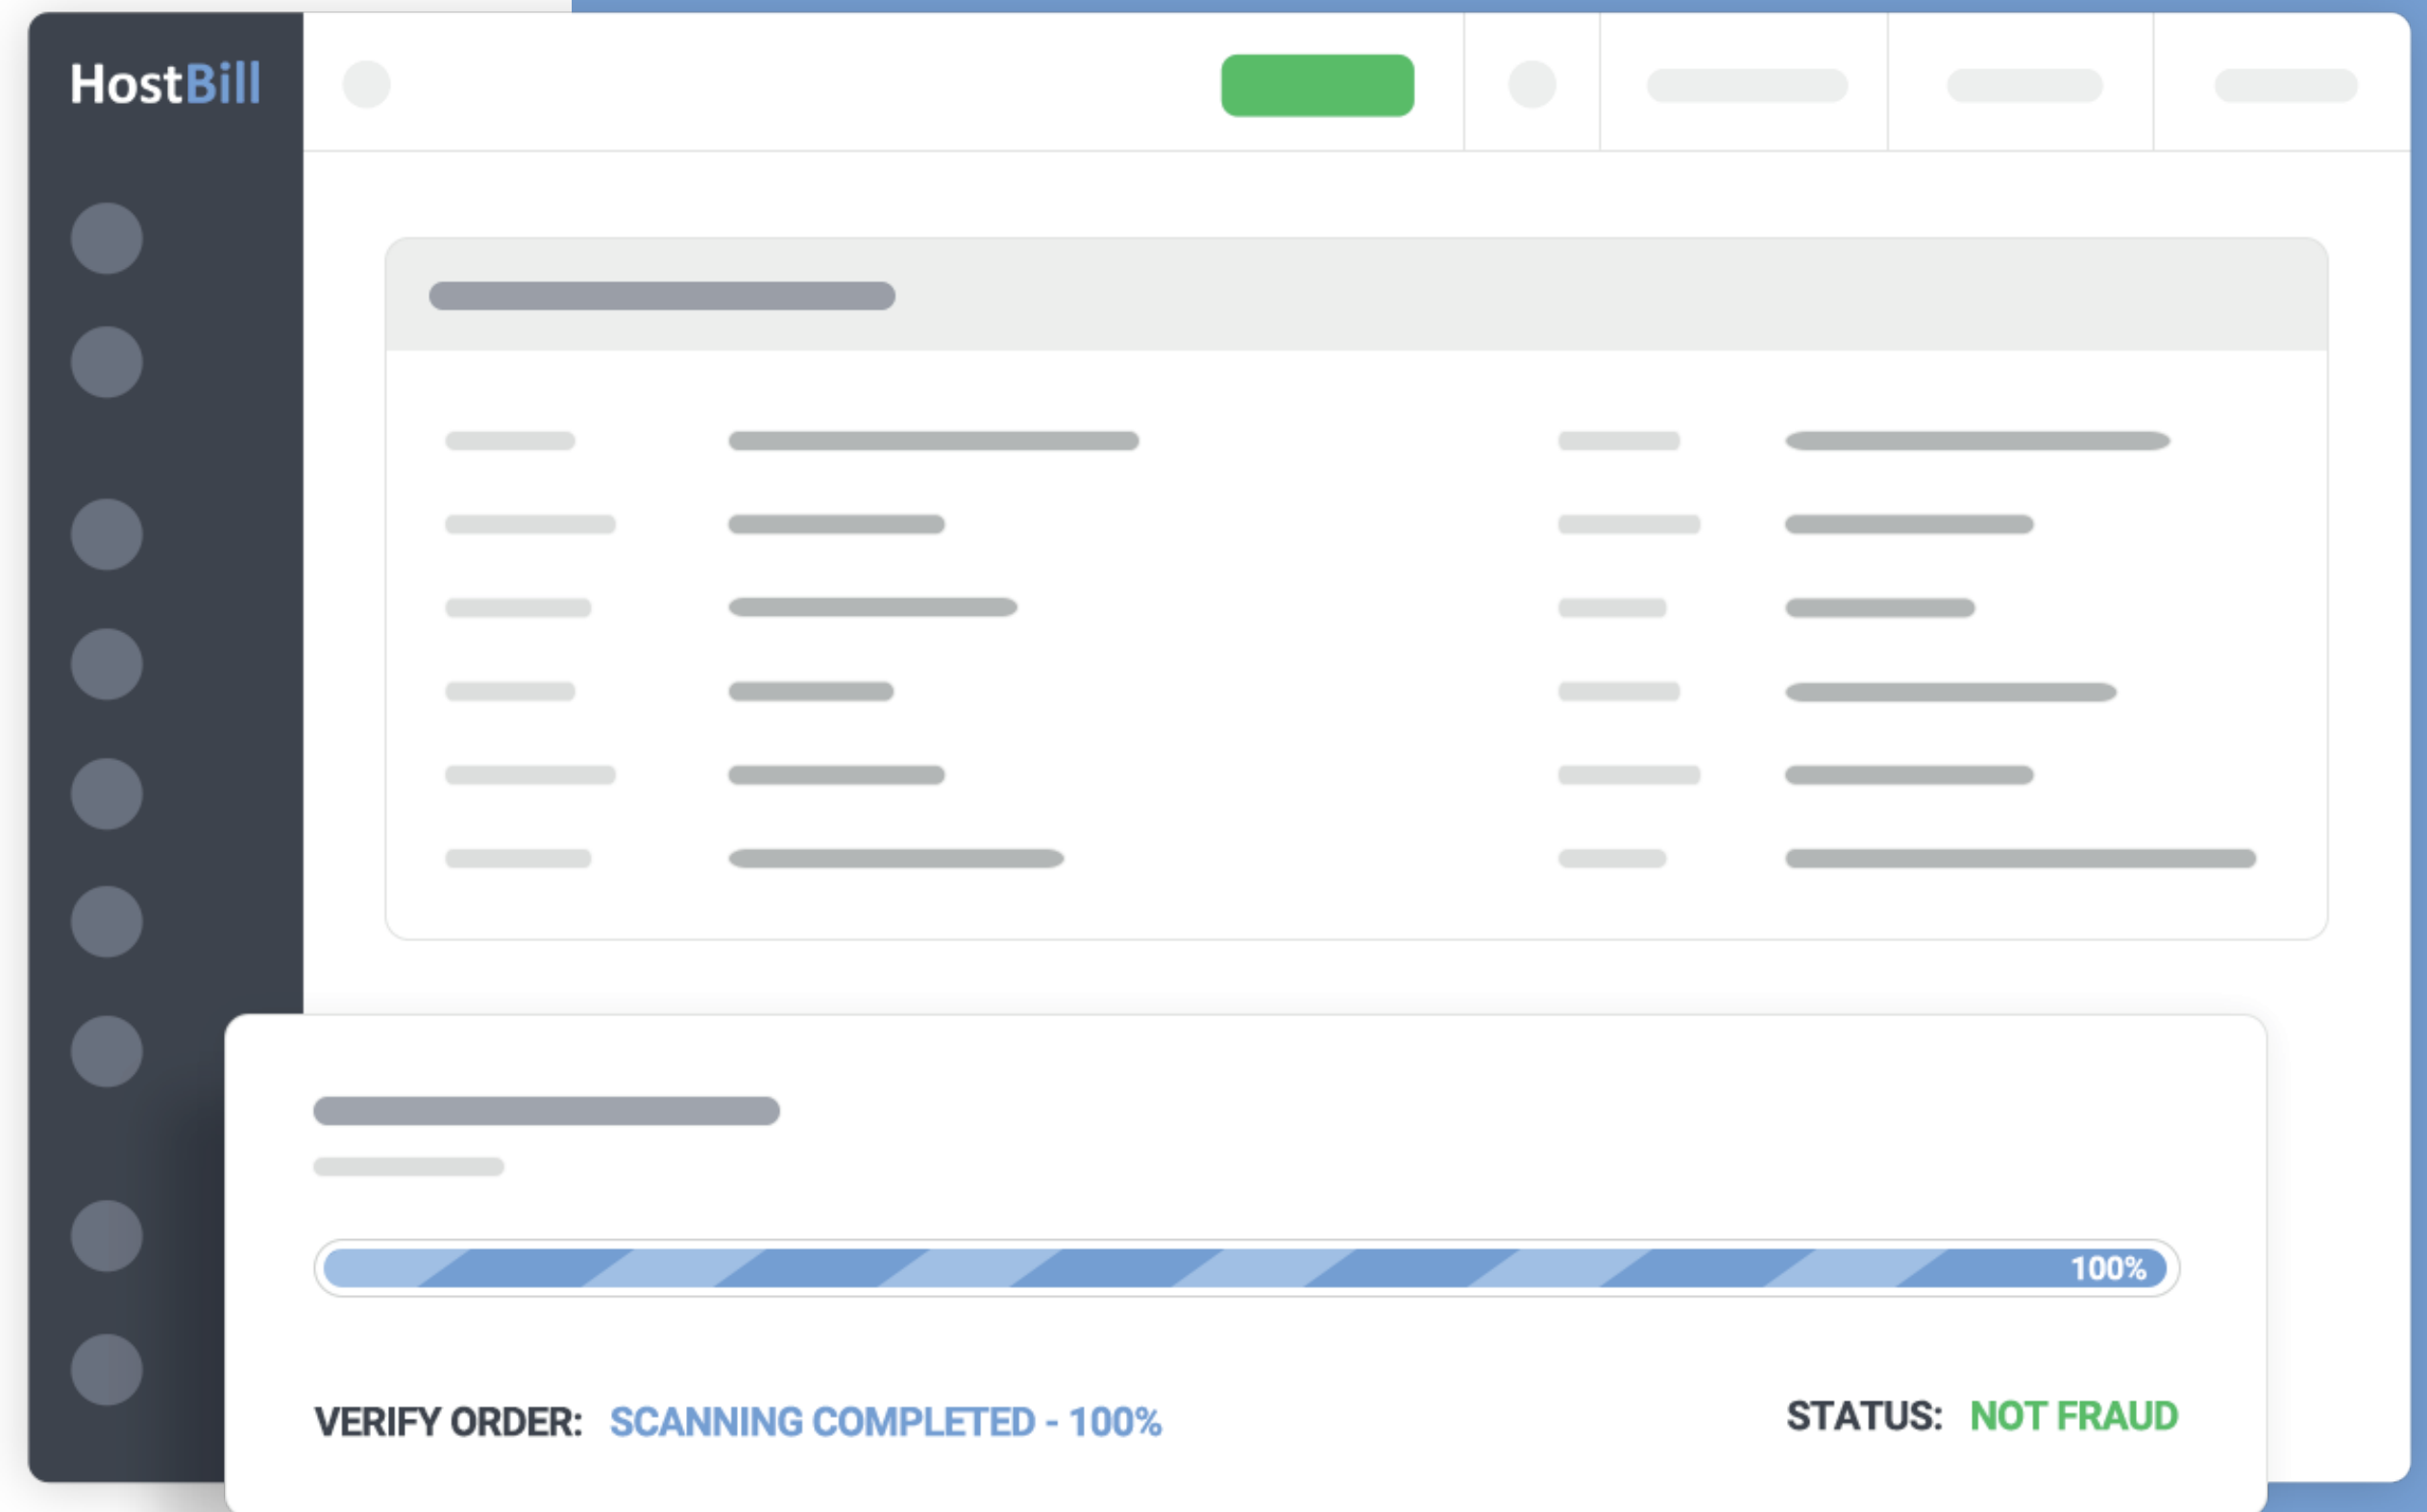 HostBill
100%
VERIFY ORDER: SCANNING COMPLETED - 100%
STATUS: NOT FRAUD